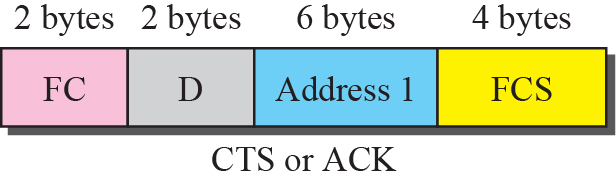 2 bytes 2 bytes 6 bytes 4 bytes
FC D Address 1 FCS
CTS or ACK